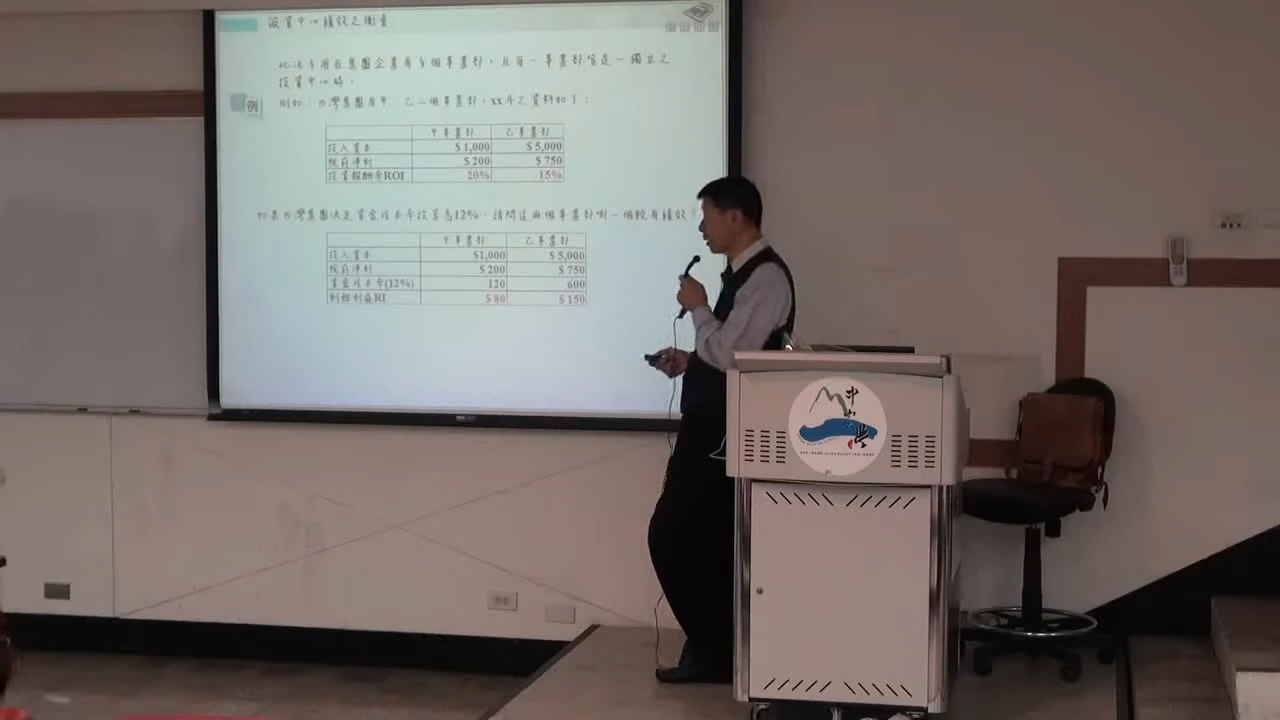 投資中心績效之衡量
此法多用在集團企業有多個事業部,且每一事業部皆是一獨立之
投資中心時。
例
例如:台灣集團有甲、乙二個事業部,xx年之資料如下:
甲事業部 乙事業部
投入資本 $1,000 $5,000
稅前淨利 $200 $750
投資報酬率ROI 20% 15%
如果台灣集團決定資金成本率設算為12%,請問這兩個事業部哪一個較有績效?
甲事業部 乙事業部
投入資本 $1,000 $5,000
稅前淨利 $200 $750
資金成本率(12%) 120 600
剩餘利益RI $80 $150
中山